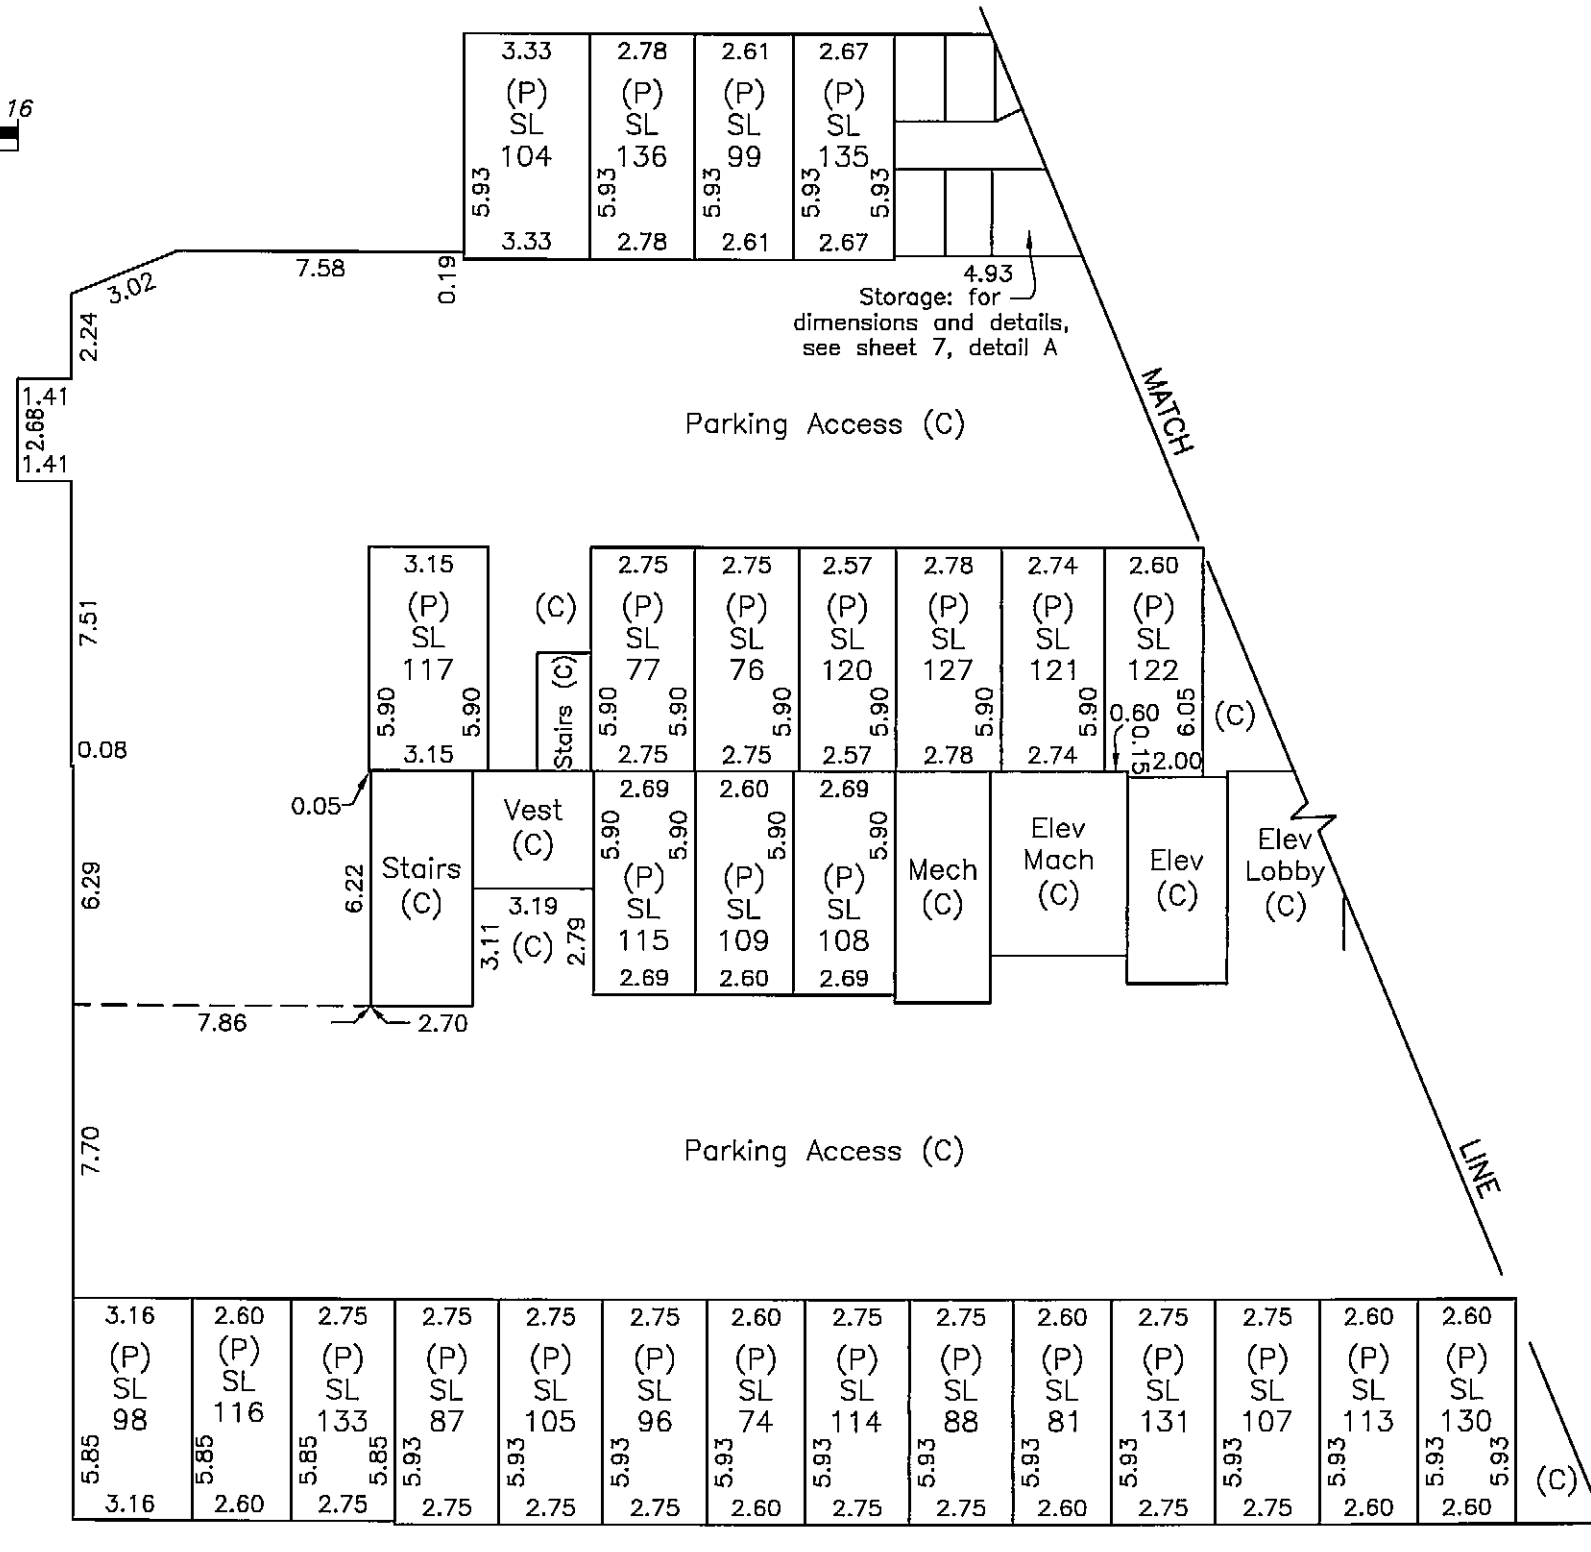 16
3.33 2.78 2.61 2.67
(P) (P) (P) (P)
SL SL SL SL
104 136 99 135
5.93 5.93 5.93 5.93 5.93
3.33 2.78 2.61 2.67
3.02 7.58 0.19
4.93
Storage: for
dimensions and details,
see sheet 7, detail A
2.24
1.41
2.68
1.41
Parking Access (C)
MATCH
3.15 2.75 2.75 2.57 2.78 2.74 2.60
(P) (C) (P) (P) (P) (P) (P) (P)
SL SL SL SL SL SL SL
117 77 76 120 127 121 122
7.51
Stairs (C)
5.90 5.90 5.90 5.90 5.90 5.90 5.90 5.90 0.60 6.05 (C)
0.15
3.15 2.75 2.75 2.57 2.78 2.74 2.00
0.08
0.05
2.69 2.60 2.69
Vest
(C)
5.90 5.90 5.90 5.90
Elev
Mach
(C)
Elev
(C)
Elev
Lobby
(C)
6.29
6.22
Stairs
(C)
(P) (P) (P)
SL SL SL
115 109 108
Mech
(C)
3.19
3.11 (C) 2.79
2.69 2.60 2.69
7.86 2.70
7.70
Parking Access (C)
LINE
3.16 2.60 2.75 2.75 2.75 2.75 2.60 2.75 2.75 2.60 2.75 2.75 2.60 2.60
(P) (P) (P) (P) (P) (P) (P) (P) (P) (P) (P) (P) (P) (P)
SL SL SL SL SL SL SL SL SL SL SL SL SL SL
98 116 133 87 105 96 74 114 88 81 131 107 113 130
5.85 5.85 5.85 5.85 5.93 5.93 5.93 5.93 5.93 5.93 5.93 5.93 5.93 5.93 5.93 5.93 (C)
3.16 2.60 2.75 2.75 2.75 2.75 2.60 2.75 2.75 2.60 2.75 2.75 2.60 2.60